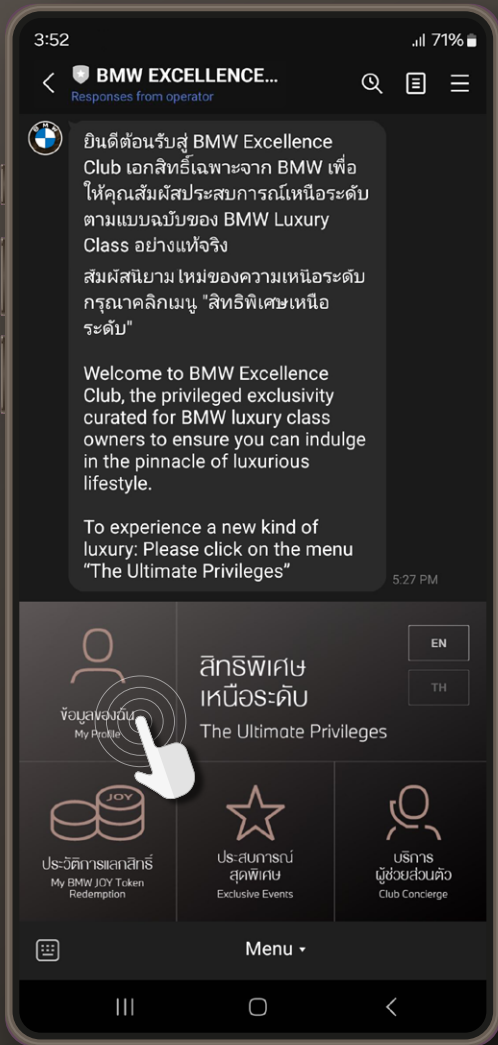 3:52
71%
BMW EXCELLENCE...
Responses from operator
ยินดีต้อนรับสู่ BMW Excellence
Club เอกสิทธิ์เฉพาะจาก BMW เพื่อ
ให้คุณสัมผัสประสบการณ์เหนือระดับ
ตามแบบฉบับของ BMW Luxury
Class อย่างแท้จริง
สัมผัสนิยามใหม่ของความเหนือระดับ
กรุณาคลิกเมนู "สิทธิพิเศษเหนือ
ระดับ"
Welcome to BMW Excellence
Club, the privileged exclusivity
curated for BMW luxury class
owners to ensure you can indulge
in the pinnacle of luxurious
lifestyle.
To experience a new kind of
luxury: Please click on the menu
“The Ultimate Privileges”
5:27 PM
ข้อมูลของฉัน
My Profile
สิทธิพิเศษ
เหนือระดับ
The Ultimate Privileges
EN
TH
JOY
ประวัติการแลกสิทธิ์
My BMW JOY Token
Redemption
ประสบการณ์
สุดพิเศษ
Exclusive Events
บริการ
ผู้ช่วยส่วนตัว
Club Concierge
Menu